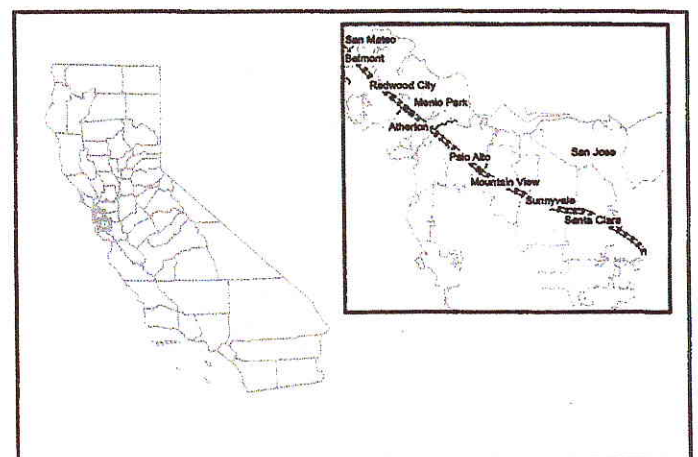 San Mateo
Belmont
Redwood City
Menlo Park
Atherton
Palo Alto
San Jose
Mountain View
Sunnyvale
Santa Clara